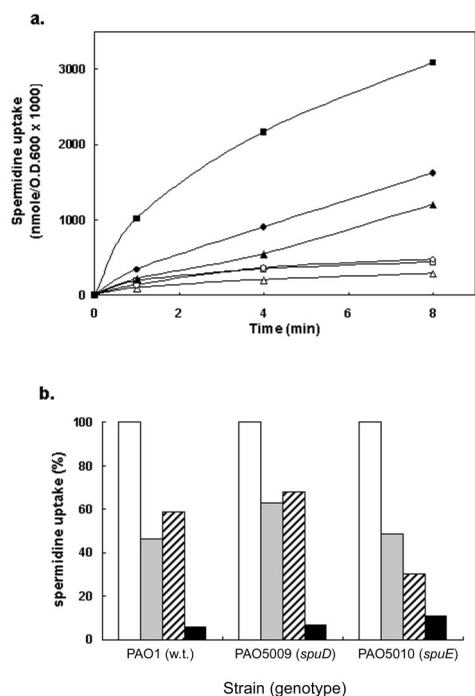 a.
Spermidine uptake
(nmole/O.D.600 x 1000)
3000
2000
1000
0
0
2
4
6
8
Time (min)
b.
spermidine uptake (%)
100
80
60
40
20
0
PAO1 (w.t.)
PAO5009 (spuD)
PAO5010 (spuE)
Strain (genotype)